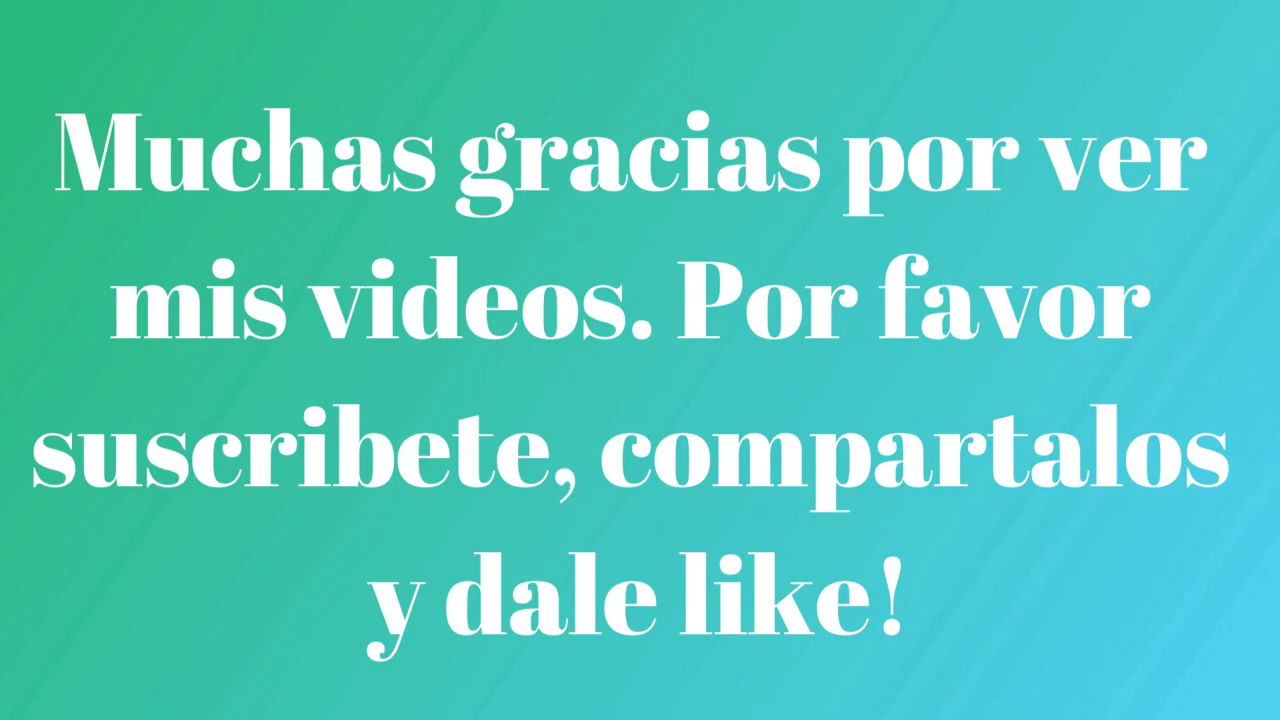 Muchas gracias por ver
mis videos. Por favor
suscribete, compartalos
y dale like!